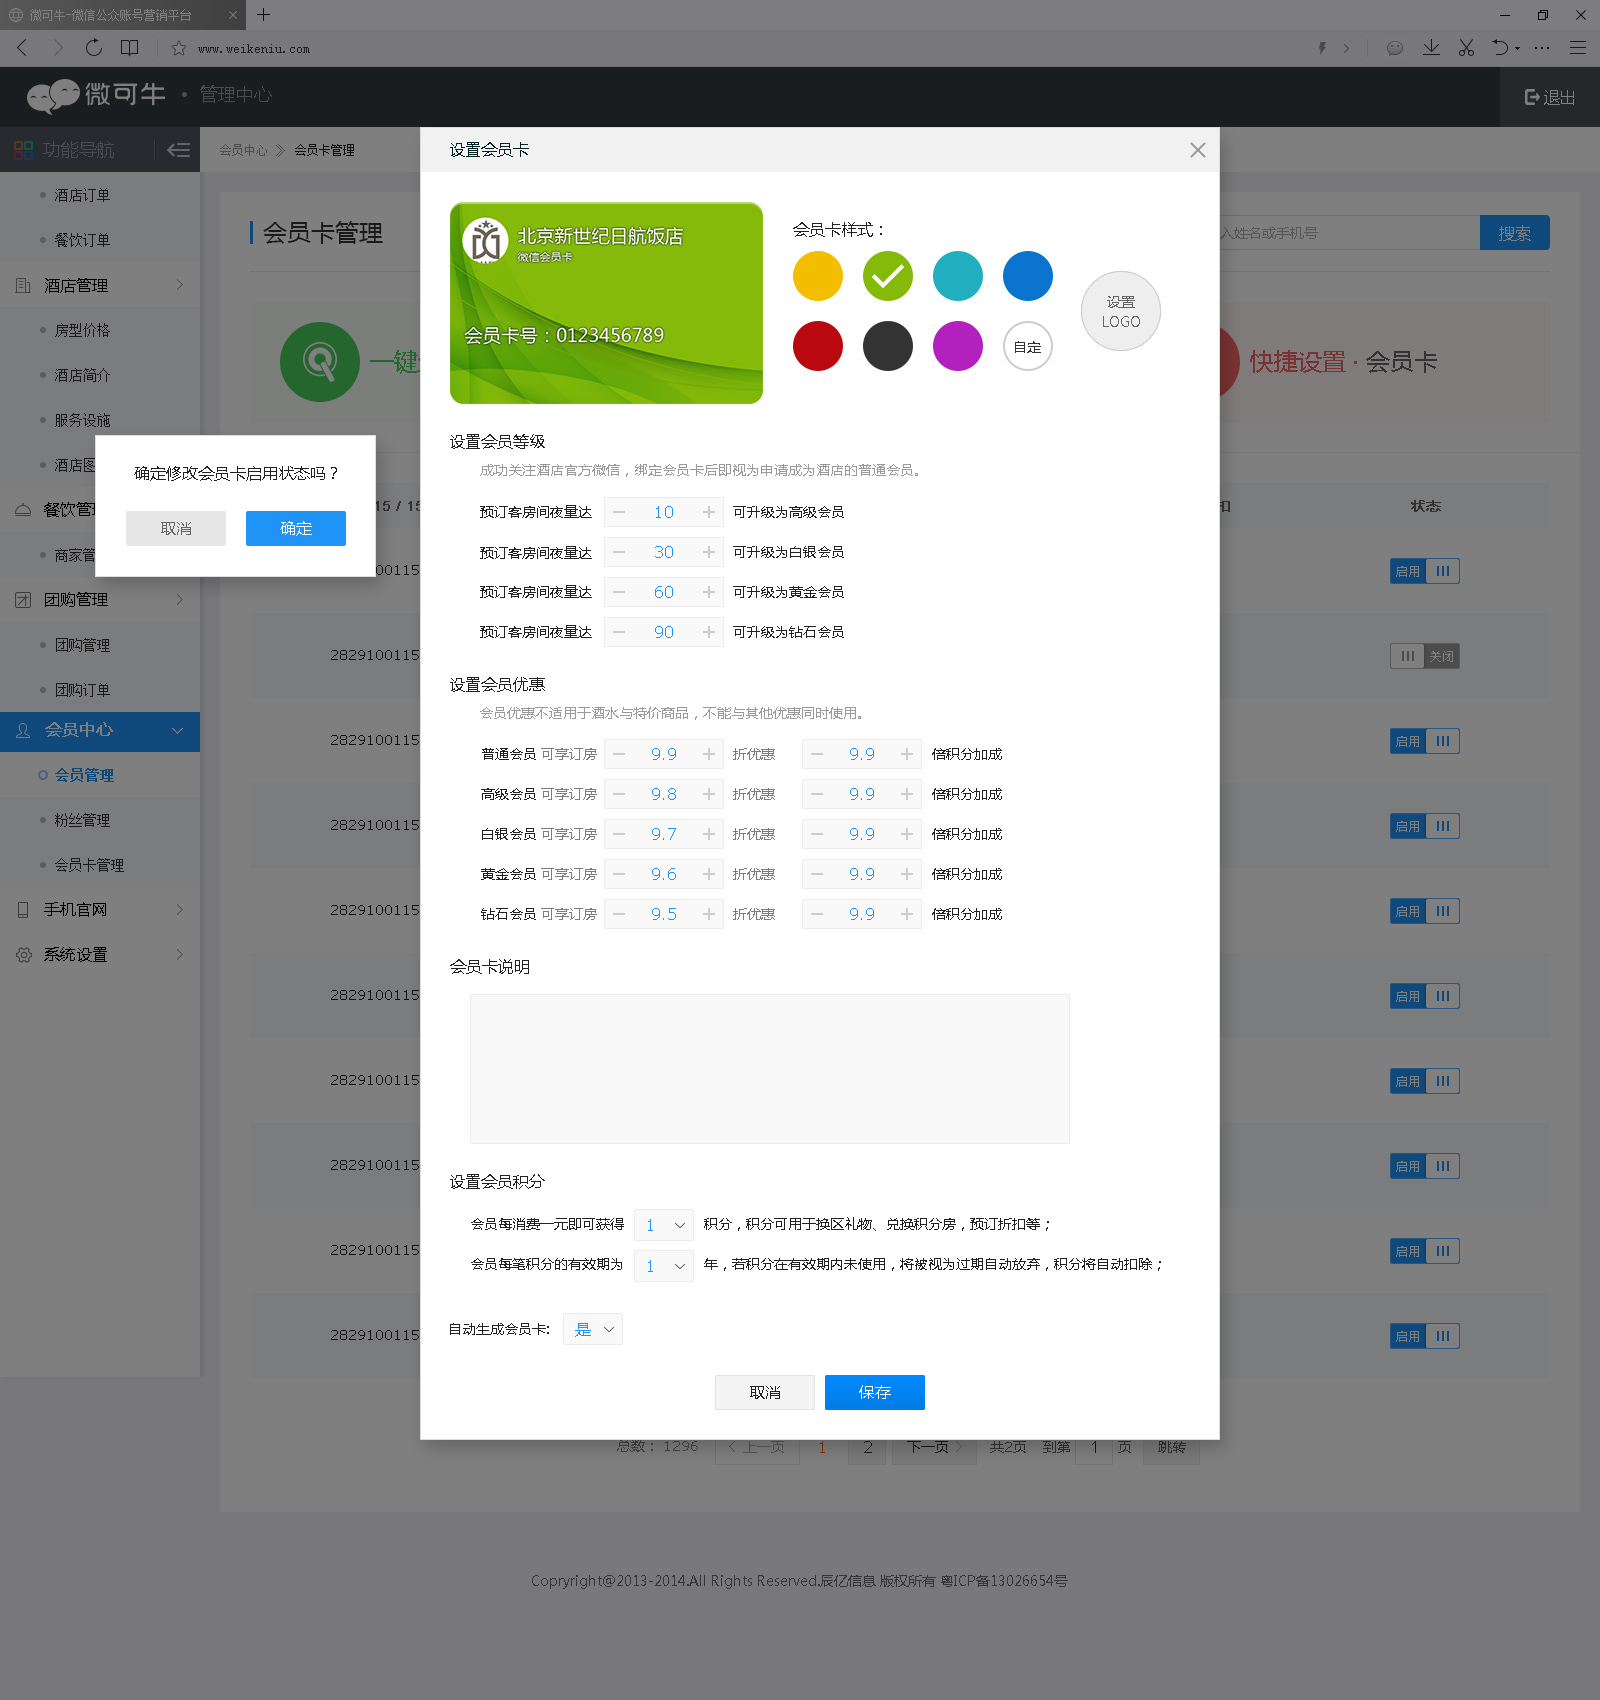 微可牛-微信公众账号营销平台
www.weikeniu.com
微可牛 · 管理中心
退出
功能导航
会员中心
会员卡管理
酒店订单
餐饮订单
酒店管理
房型价格
酒店简介
服务设施
酒店图
餐饮管
商家管
团购管理
团购管理
团购订单
会员中心
会员管理
粉丝管理
会员卡管理
手机官网
系统设置
会员卡管理
入姓名或手机号
搜索
一键
快捷设置 · 会员卡
15 / 15
扣
状态
确定修改会员卡启用状态吗？
取消
确定
设置会员卡
北京新世纪日航饭店
微信会员卡
会员卡号：0123456789
会员卡样式：
自定
设置
LOGO
设置会员等级
成功关注酒店官方微信，绑定会员卡后即视为申请成为酒店的普通会员。
预订客房间夜量达 10 可升级为高级会员
预订客房间夜量达 30 可升级为白银会员
预订客房间夜量达 60 可升级为黄金会员
预订客房间夜量达 90 可升级为钻石会员
设置会员优惠
会员优惠不适用于酒水与特价商品，不能与其他优惠同时使用。
普通会员 可享订房 9.9 折优惠 9.9 倍积分加成
高级会员 可享订房 9.8 折优惠 9.9 倍积分加成
白银会员 可享订房 9.7 折优惠 9.9 倍积分加成
黄金会员 可享订房 9.6 折优惠 9.9 倍积分加成
钻石会员 可享订房 9.5 折优惠 9.9 倍积分加成
会员卡说明
设置会员积分
会员每消费一元即可获得 1 积分，积分可用于换区礼物、兑换积分房，预订折扣等；
会员每笔积分的有效期为 1 年，若积分在有效期内未使用，将被视为过期自动放弃，积分将自动扣除；
自动生成会员卡: 是
取消
保存
00115
启用
2829100115
关闭
2829100115
启用
2829100115
启用
2829100115
启用
2829100115
启用
2829100115
启用
2829100115
启用
2829100115
启用
2829100115
启用
总数： 1296 上一页 1 2 下一页 共2页 到第 1 页 跳转
Copryright@2013-2014.All Rights Reserved.辰亿信息 版权所有 粤ICP备13026654号